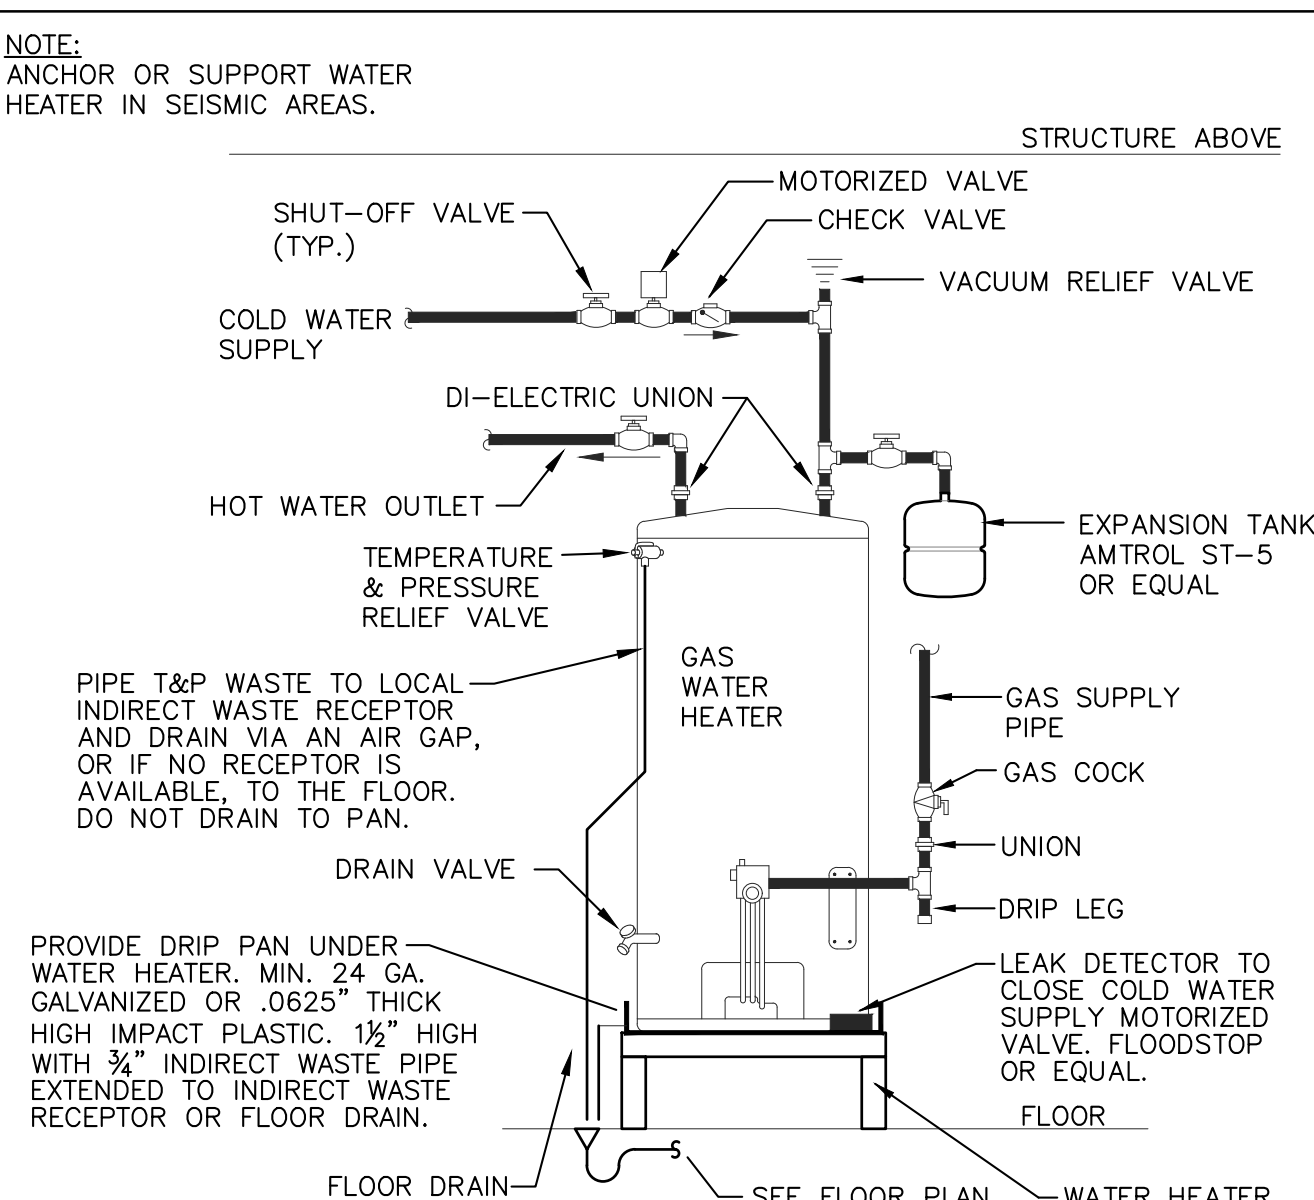 NOTE:
ANCHOR OR SUPPORT WATER
HEATER IN SEISMIC AREAS.
STRUCTURE ABOVE
MOTORIZED VALVE
SHUT-OFF VALVE
(TYP.)
CHECK VALVE
VACUUM RELIEF VALVE
COLD WATER
SUPPLY
DI-ELECTRIC UNION
HOT WATER OUTLET
EXPANSION TANK
AMTROL ST-5
OR EQUAL
TEMPERATURE
& PRESSURE
RELIEF VALVE
GAS
WATER
HEATER
PIPE T&P WASTE TO LOCAL
INDIRECT WASTE RECEPTOR
AND DRAIN VIA AN AIR GAP,
OR IF NO RECEPTOR IS
AVAILABLE, TO THE FLOOR.
DO NOT DRAIN TO PAN.
GAS SUPPLY
PIPE
GAS COCK
UNION
DRAIN VALVE
DRIP LEG
PROVIDE DRIP PAN UNDER
WATER HEATER. MIN. 24 GA.
GALVANIZED OR .0625" THICK
HIGH IMPACT PLASTIC. 1½" HIGH
WITH ¾" INDIRECT WASTE PIPE
EXTENDED TO INDIRECT WASTE
RECEPTOR OR FLOOR DRAIN.
LEAK DETECTOR TO
CLOSE COLD WATER
SUPPLY MOTORIZED
VALVE. FLOODSTOP
OR EQUAL.
FLOOR
FLOOR DRAIN
SEE FLOOR PLAN
WATER HEATER